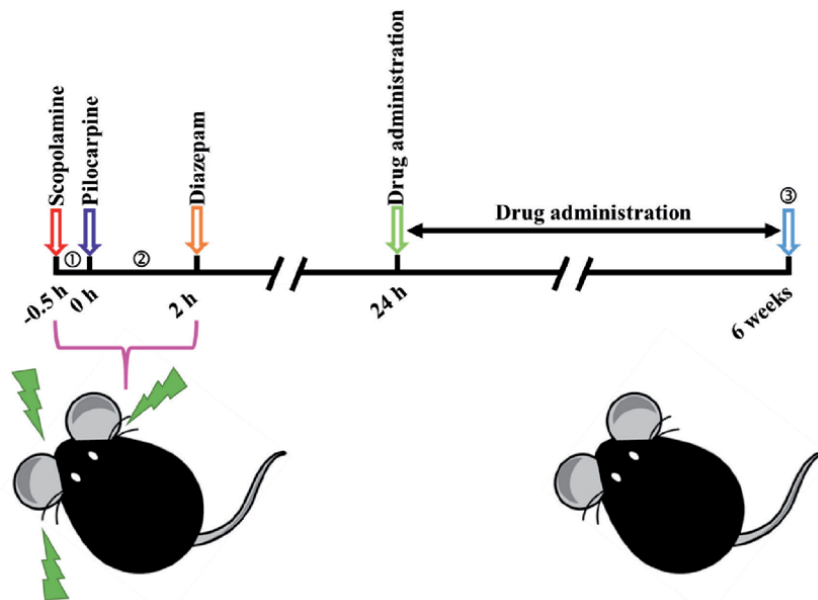 Scopolamine
Pilocarpine
Diazepam
Drug administration
Drug administration
③
①
②
-0.5 h
0 h
2 h
24 h
6 weeks